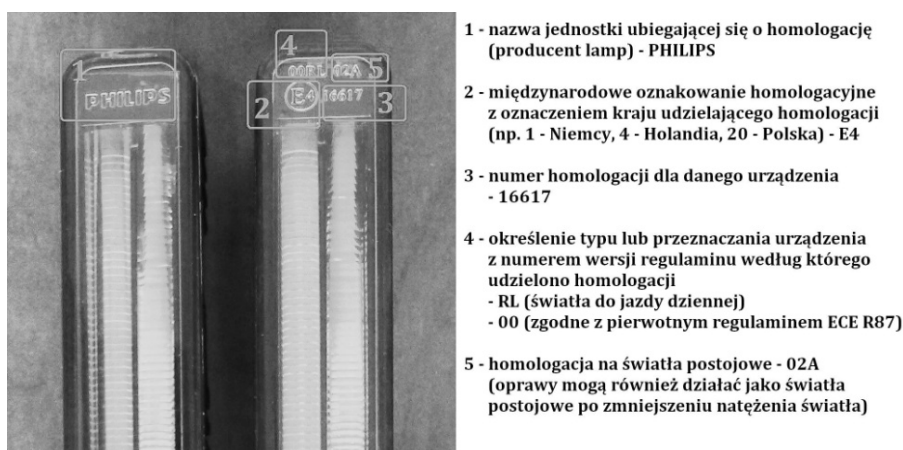 1
PHILIPS
4
00RL 02A
5
2
E4 16617
3
1 - nazwa jednostki ubiegającej się o homologację
(producent lamp) - PHILIPS
2 - międzynarodowe oznakowanie homologacyjne
z oznaczeniem kraju udzielającego homologacji
(np. 1 - Niemcy, 4 - Holandia, 20 - Polska) - E4
3 - numer homologacji dla danego urządzenia
- 16617
4 - określenie typu lub przeznaczania urządzenia
z numerem wersji regulaminu według którego
udzielono homologacji
- RL (światła do jazdy dziennej)
- 00 (zgodne z pierwotnym regulaminem ECE R87)
5 - homologacja na światła postojowe - 02A
(oprawy mogą również działać jako światła
postojowe po zmniejszeniu natężenia światła)